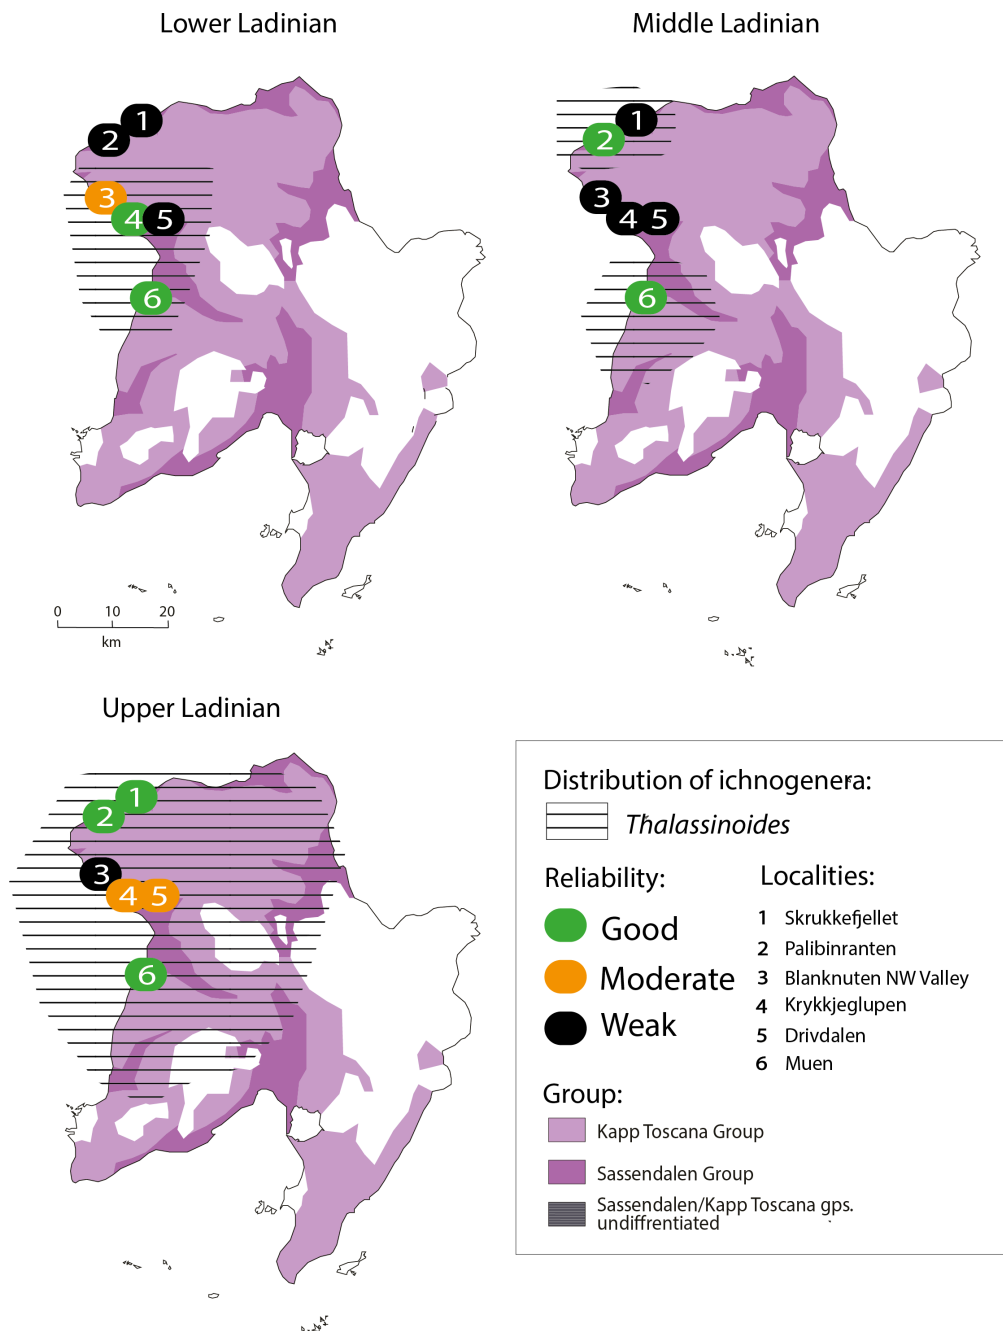 Lower Ladinian
Middle Ladinian
1
2
3
4 5
6
1
2
3
4 5
6
0 10 20
km
Upper Ladinian
1
2
3
4 5
6
Distribution of ichnogenera:
Thalassinoides
Reliability:
Good
Moderate
Weak
Localities:
1 Skrukkefjellet
2 Palibinranten
3 Blanknuten NW Valley
4 Krykkjeglupen
5 Drivdalen
6 Muen
Group:
Kapp Toscana Group
Sassendalen Group
Sassendalen/Kapp Toscana gps.
undiffrentiated